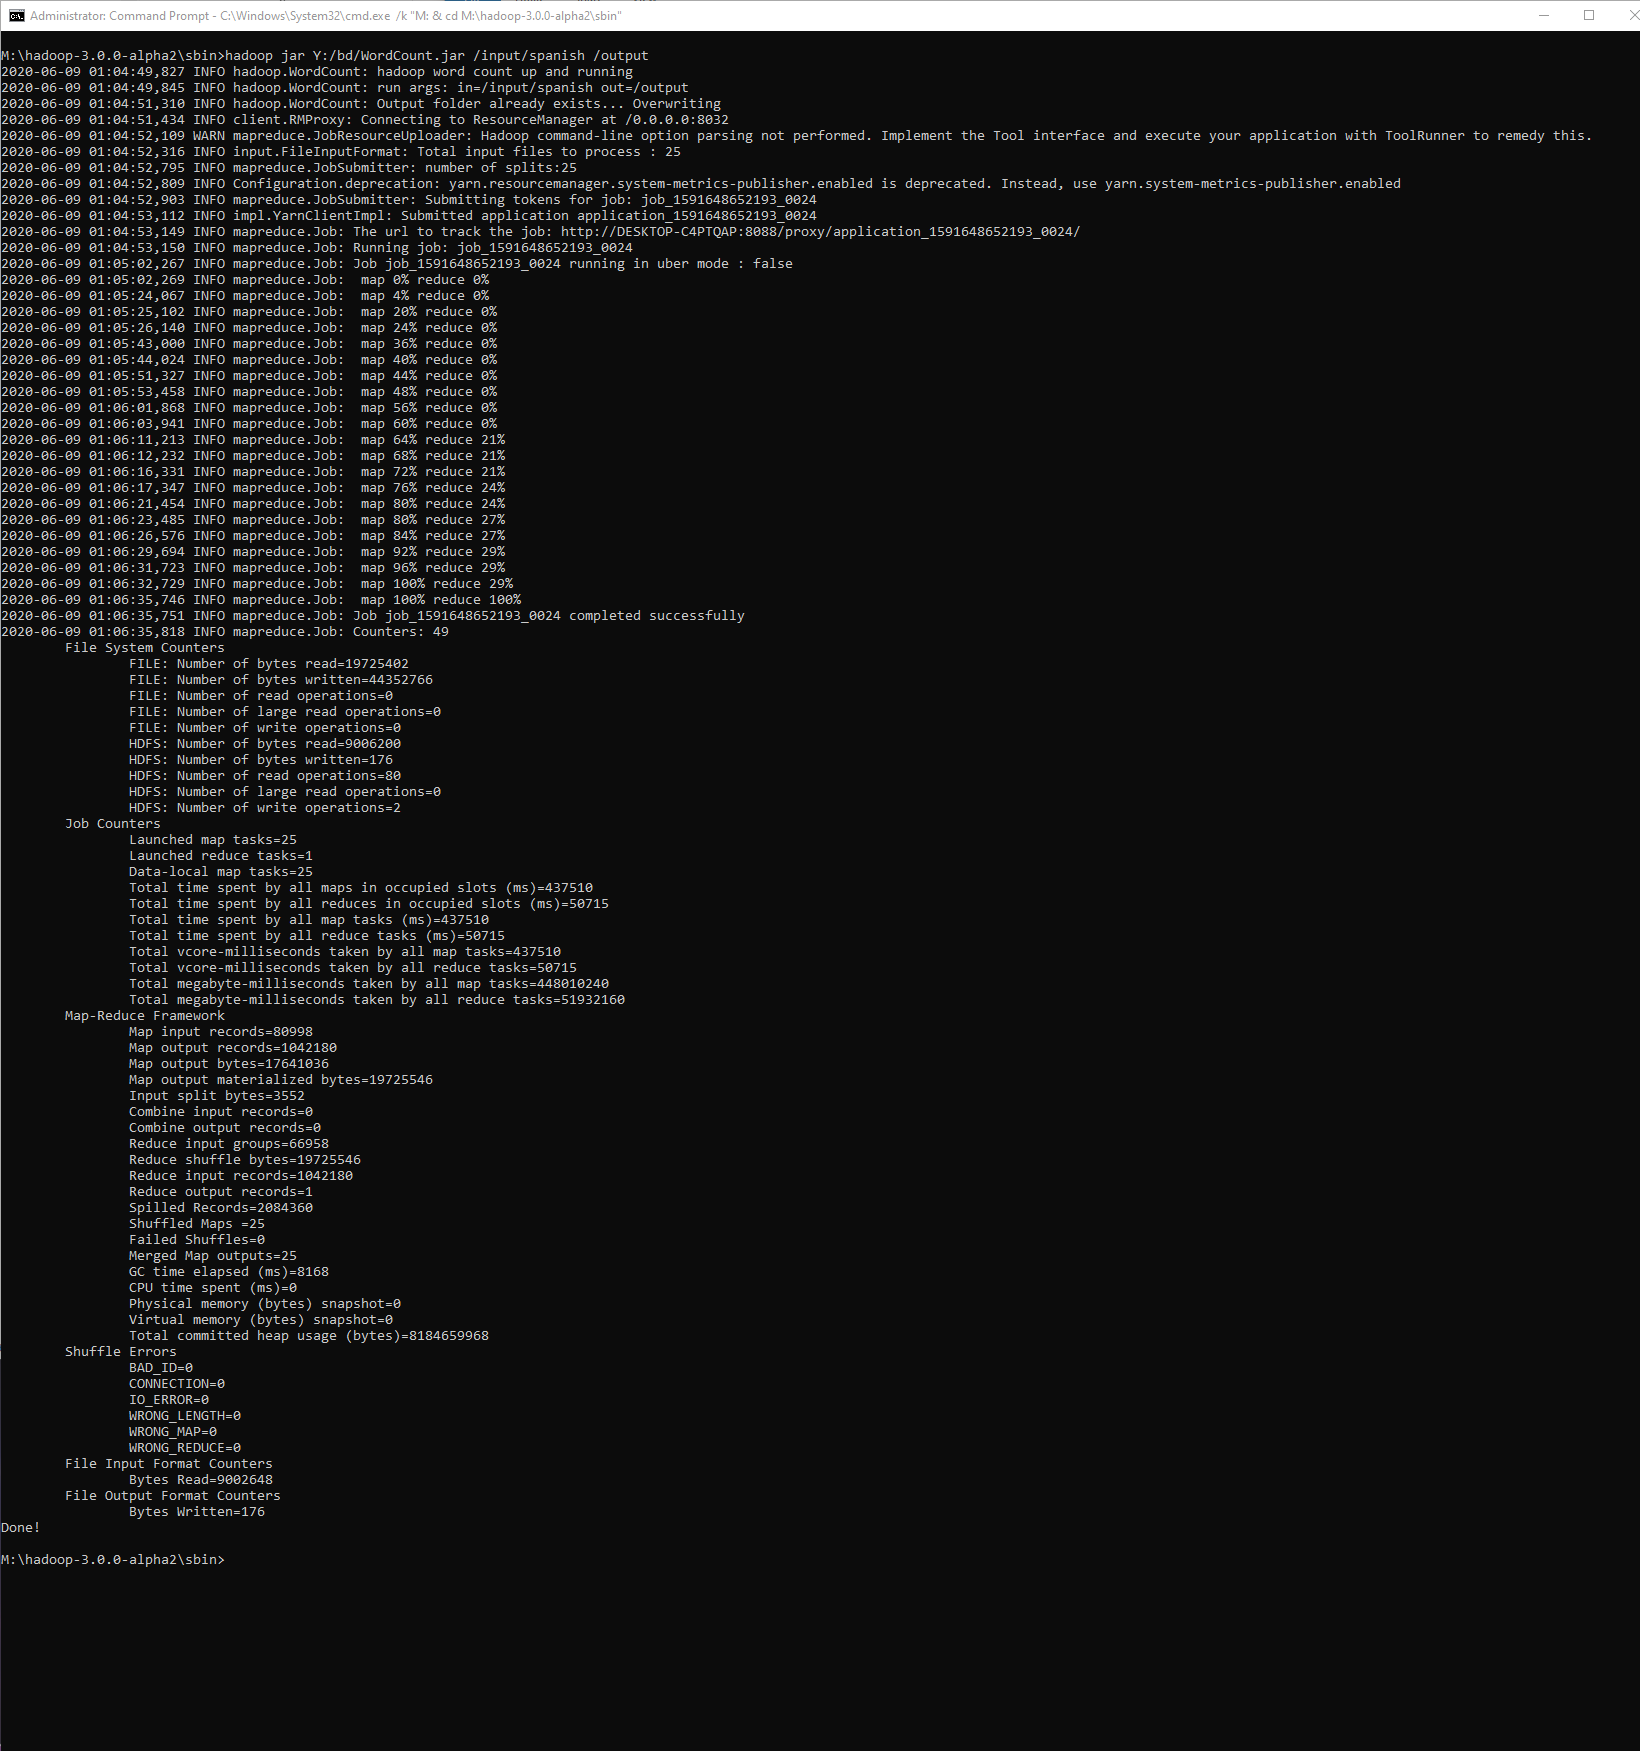 Administrator: Command Prompt - C:\Windows\System32\cmd.exe /k "M: & cd M:\hadoop-3.0.0-alpha2\sbin"
M:\hadoop-3.0.0-alpha2\sbin>hadoop jar Y:/bd/WordCount.jar /input/spanish /output
2020-06-09 01:04:49,827 INFO hadoop.WordCount: hadoop word count up and running
2020-06-09 01:04:49,845 INFO hadoop.WordCount: run args: in=/input/spanish out=/output
2020-06-09 01:04:51,310 INFO hadoop.WordCount: Output folder already exists... Overwriting
2020-06-09 01:04:51,434 INFO client.RMProxy: Connecting to ResourceManager at /0.0.0.0:8032
2020-06-09 01:04:52,109 WARN mapreduce.JobResourceUploader: Hadoop command-line option parsing not performed. Implement the Tool interface and execute your application with ToolRunner to remedy this.
2020-06-09 01:04:52,316 INFO input.FileInputFormat: Total input files to process : 25
2020-06-09 01:04:52,795 INFO mapreduce.JobSubmitter: number of splits:25
2020-06-09 01:04:52,809 INFO Configuration.deprecation: yarn.resourcemanager.system-metrics-publisher.enabled is deprecated. Instead, use yarn.system-metrics-publisher.enabled
2020-06-09 01:04:52,903 INFO mapreduce.JobSubmitter: Submitting tokens for job: job_1591648652193_0024
2020-06-09 01:04:53,112 INFO impl.YarnClientImpl: Submitted application application_1591648652193_0024
2020-06-09 01:04:53,149 INFO mapreduce.Job: The url to track the job: http://DESKTOP-C4PTQAP:8088/proxy/application_1591648652193_0024/
2020-06-09 01:04:53,150 INFO mapreduce.Job: Running job: job_1591648652193_0024
2020-06-09 01:05:02,267 INFO mapreduce.Job: Job job_1591648652193_0024 running in uber mode : false
2020-06-09 01:05:02,269 INFO mapreduce.Job:  map 0% reduce 0%
2020-06-09 01:05:24,067 INFO mapreduce.Job:  map 4% reduce 0%
2020-06-09 01:05:25,102 INFO mapreduce.Job:  map 20% reduce 0%
2020-06-09 01:05:26,140 INFO mapreduce.Job:  map 24% reduce 0%
2020-06-09 01:05:43,000 INFO mapreduce.Job:  map 36% reduce 0%
2020-06-09 01:05:44,024 INFO mapreduce.Job:  map 40% reduce 0%
2020-06-09 01:05:51,327 INFO mapreduce.Job:  map 44% reduce 0%
2020-06-09 01:05:53,458 INFO mapreduce.Job:  map 48% reduce 0%
2020-06-09 01:06:01,868 INFO mapreduce.Job:  map 56% reduce 0%
2020-06-09 01:06:03,941 INFO mapreduce.Job:  map 60% reduce 0%
2020-06-09 01:06:11,213 INFO mapreduce.Job:  map 64% reduce 21%
2020-06-09 01:06:12,232 INFO mapreduce.Job:  map 68% reduce 21%
2020-06-09 01:06:16,331 INFO mapreduce.Job:  map 72% reduce 21%
2020-06-09 01:06:17,347 INFO mapreduce.Job:  map 76% reduce 24%
2020-06-09 01:06:21,454 INFO mapreduce.Job:  map 80% reduce 24%
2020-06-09 01:06:23,485 INFO mapreduce.Job:  map 80% reduce 27%
2020-06-09 01:06:26,576 INFO mapreduce.Job:  map 84% reduce 27%
2020-06-09 01:06:29,694 INFO mapreduce.Job:  map 92% reduce 29%
2020-06-09 01:06:31,723 INFO mapreduce.Job:  map 96% reduce 29%
2020-06-09 01:06:32,729 INFO mapreduce.Job:  map 100% reduce 29%
2020-06-09 01:06:35,746 INFO mapreduce.Job:  map 100% reduce 100%
2020-06-09 01:06:35,751 INFO mapreduce.Job: Job job_1591648652193_0024 completed successfully
2020-06-09 01:06:35,818 INFO mapreduce.Job: Counters: 49
File System Counters
FILE: Number of bytes read=19725402
FILE: Number of bytes written=44352766
FILE: Number of read operations=0
FILE: Number of large read operations=0
FILE: Number of write operations=0
HDFS: Number of bytes read=9006200
HDFS: Number of bytes written=176
HDFS: Number of read operations=80
HDFS: Number of large read operations=0
HDFS: Number of write operations=2
Job Counters
Launched map tasks=25
Launched reduce tasks=1
Data-local map tasks=25
Total time spent by all maps in occupied slots (ms)=437510
Total time spent by all reduces in occupied slots (ms)=50715
Total time spent by all map tasks (ms)=437510
Total time spent by all reduce tasks (ms)=50715
Total vcore-milliseconds taken by all map tasks=437510
Total vcore-milliseconds taken by all reduce tasks=50715
Total megabyte-milliseconds taken by all map tasks=448010240
Total megabyte-milliseconds taken by all reduce tasks=51932160
Map-Reduce Framework
Map input records=80998
Map output records=1042180
Map output bytes=17641036
Map output materialized bytes=19725546
Input split bytes=3552
Combine input records=0
Combine output records=0
Reduce input groups=66958
Reduce shuffle bytes=19725546
Reduce input records=1042180
Reduce output records=1
Spilled Records=2084360
Shuffled Maps =25
Failed Shuffles=0
Merged Map outputs=25
GC time elapsed (ms)=8168
CPU time spent (ms)=0
Physical memory (bytes) snapshot=0
Virtual memory (bytes) snapshot=0
Total committed heap usage (bytes)=8184659968
Shuffle Errors
BAD_ID=0
CONNECTION=0
IO_ERROR=0
WRONG_LENGTH=0
WRONG_MAP=0
WRONG_REDUCE=0
File Input Format Counters
Bytes Read=9002648
File Output Format Counters
Bytes Written=176
Done!
M:\hadoop-3.0.0-alpha2\sbin>